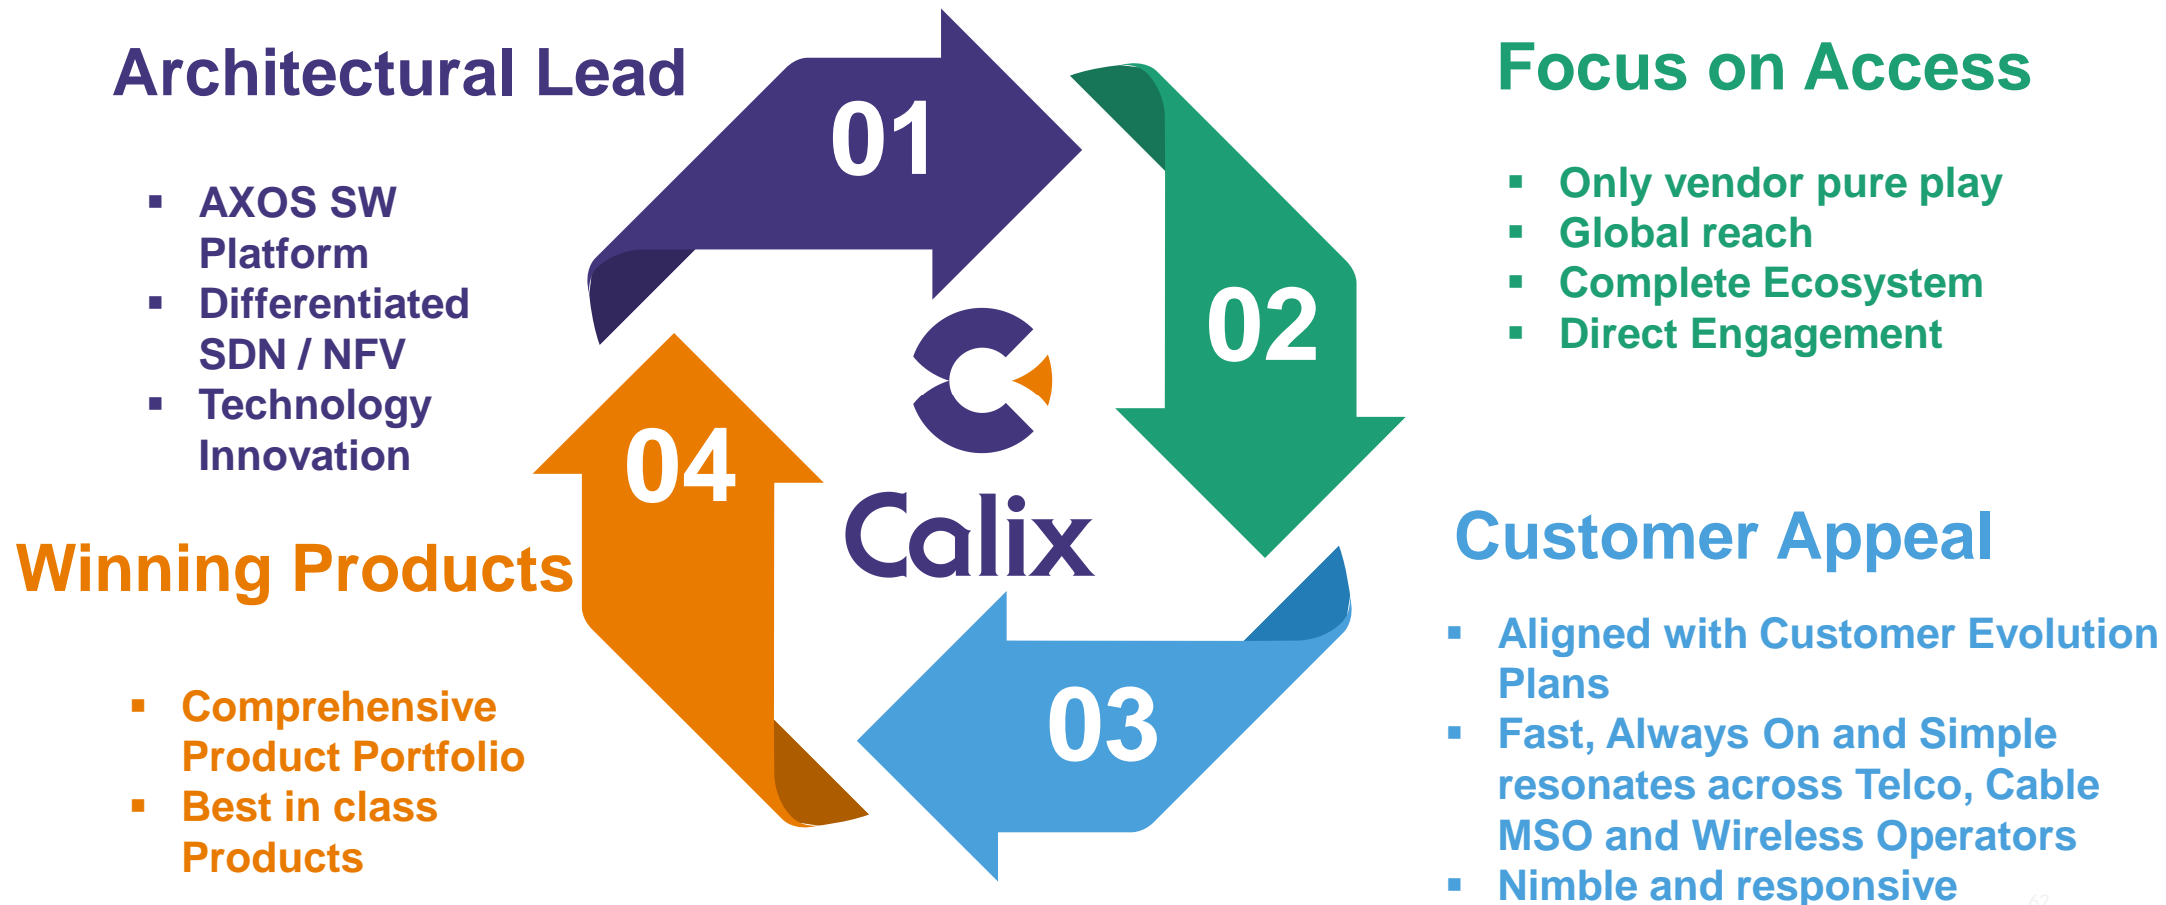 Architectural Lead
▪ AXOS SW
Platform
▪ Differentiated
SDN / NFV
▪ Technology
Innovation
01
Focus on Access
▪ Only vendor pure play
▪ Global reach
▪ Complete Ecosystem
▪ Direct Engagement
02
Calix
Customer Appeal
▪ Aligned with Customer Evolution
Plans
▪ Fast, Always On and Simple
resonates across Telco, Cable
MSO and Wireless Operators
▪ Nimble and responsive
03
Winning Products
▪ Comprehensive
Product Portfolio
▪ Best in class
Products
04
62